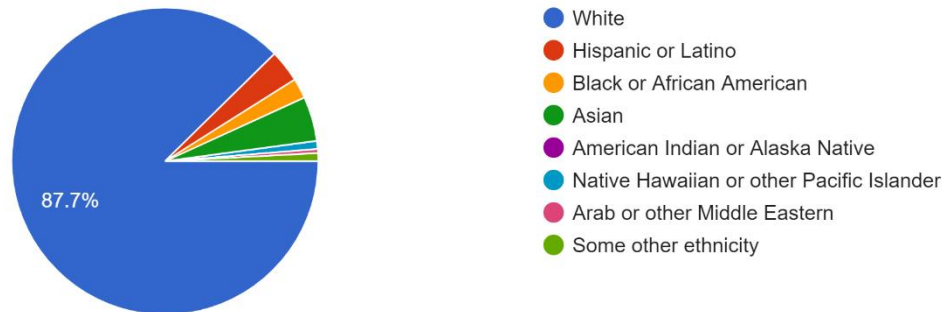 White
Hispanic or Latino
Black or African American
Asian
American Indian or Alaska Native
Native Hawaiian or other Pacific Islander
Arab or other Middle Eastern
Some other ethnicity
87.7%